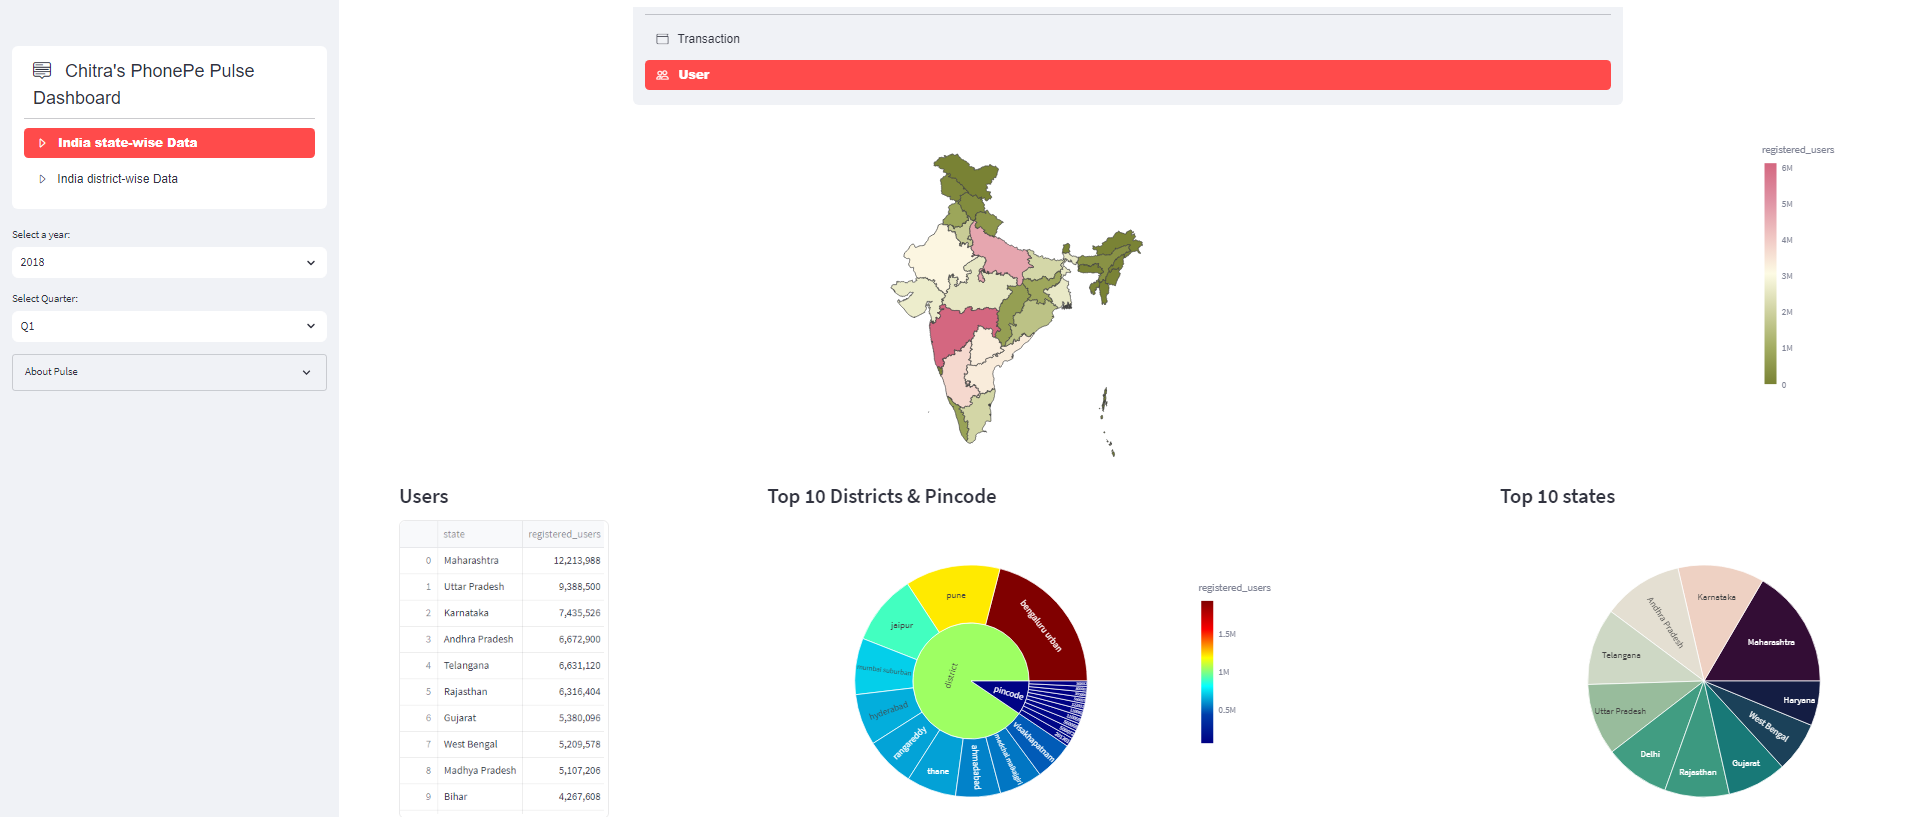 Chitra's PhonePe Pulse
Dashboard
India state-wise Data
India district-wise Data
Select a year:
2018
Select Quarter:
Q1
About Pulse
Transaction
User
registered_users
6M
5M
4M
3M
2M
1M
0
Users
state registered_users
0 Maharashtra 12,213,988
1 Uttar Pradesh 9,388,500
2 Karnataka 7,435,526
3 Andhra Pradesh 6,672,900
4 Telangana 6,631,120
5 Rajasthan 6,316,404
6 Gujarat 5,380,096
7 West Bengal 5,209,578
8 Madhya Pradesh 5,107,206
9 Bihar 4,267,608
Top 10 Districts & Pincode
bengaluru urban
pune
jaipur
mumbai suburban
hyderabad
rangareddy
thane
ahmadabad
medchal malkajgiri
visakhapatnam
district
pincode
registered_users
1.5M
1M
0.5M
Top 10 states
Maharashtra
Karnataka
Andhra Pradesh
Telangana
Uttar Pradesh
Delhi
Rajasthan
Gujarat
West Bengal
Haryana